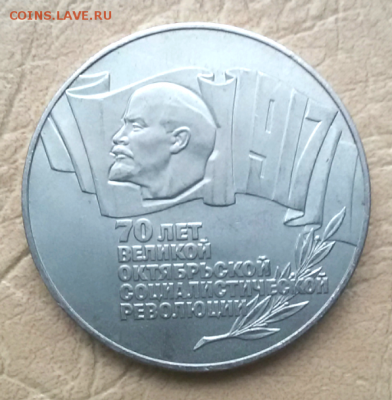 COINS.LAVE.RU
1917
70 ЛЕТ
ВЕЛИКОЙ
ОКТЯБРЬСКОЙ
СОЦИАЛИСТИЧЕСКОЙ
РЕВОЛЮЦИИ